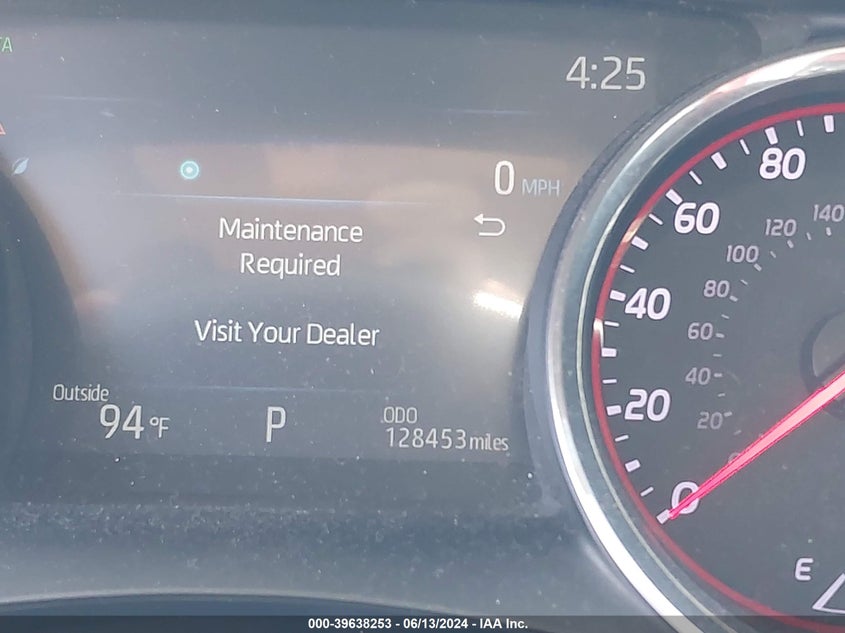 4:25
0 MPH
Maintenance
Required
Visit Your Dealer
Outside
94 °F
P
ODO
128453 miles
80
60
40
20
0
140
120
100
80
60
40
20
E
000-39638253 - 06/13/2024 - IAA Inc.